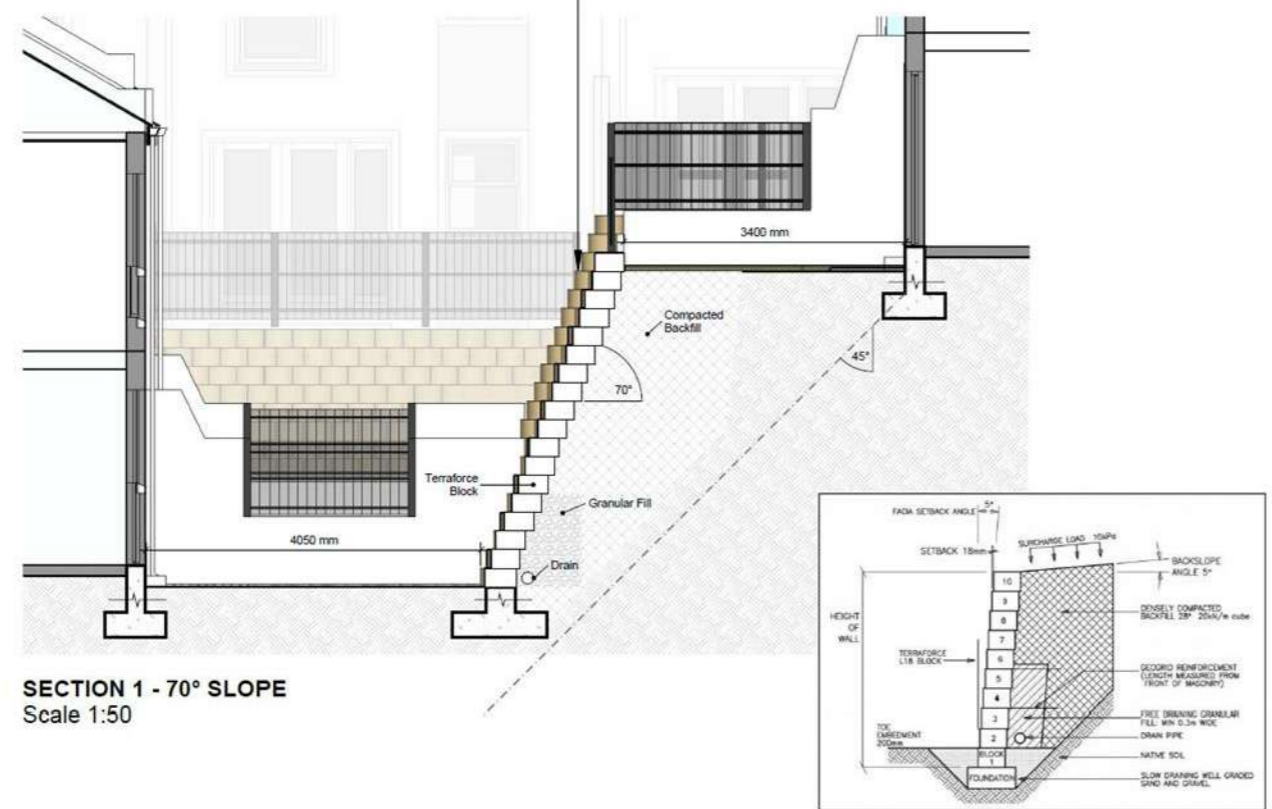 3400 mm
Compacted
Backfill
45°
70°
Terraforce
Block
Granular Fill
4050 mm
Drain
SECTION 1 - 70° SLOPE
Scale 1:50
5°
FACIA SETBACK ANGLE
SURCHARGE LOAD 10kPa
SETBACK 18mm
BACKSLOPE
ANGLE 5°
10
9
8
7
6
5
4
3
2
BLOCK
1
FOUNDATION
HEIGHT
OF
WALL
TERRAFORCE
L18 BLOCK
TOE
EMBEDMENT
200mm
DENSELY COMPACTED
BACKFILL 28° 20kN/m cube
GEOGRID REINFORCEMENT
(LENGTH MEASURED FROM
FRONT OF MASONRY)
FREE DRAINING GRANULAR
FILL: MIN 0.3m WIDE
DRAIN PIPE
NATIVE SOIL
SLOW DRAINING WELL GRADED
SAND AND GRAVEL